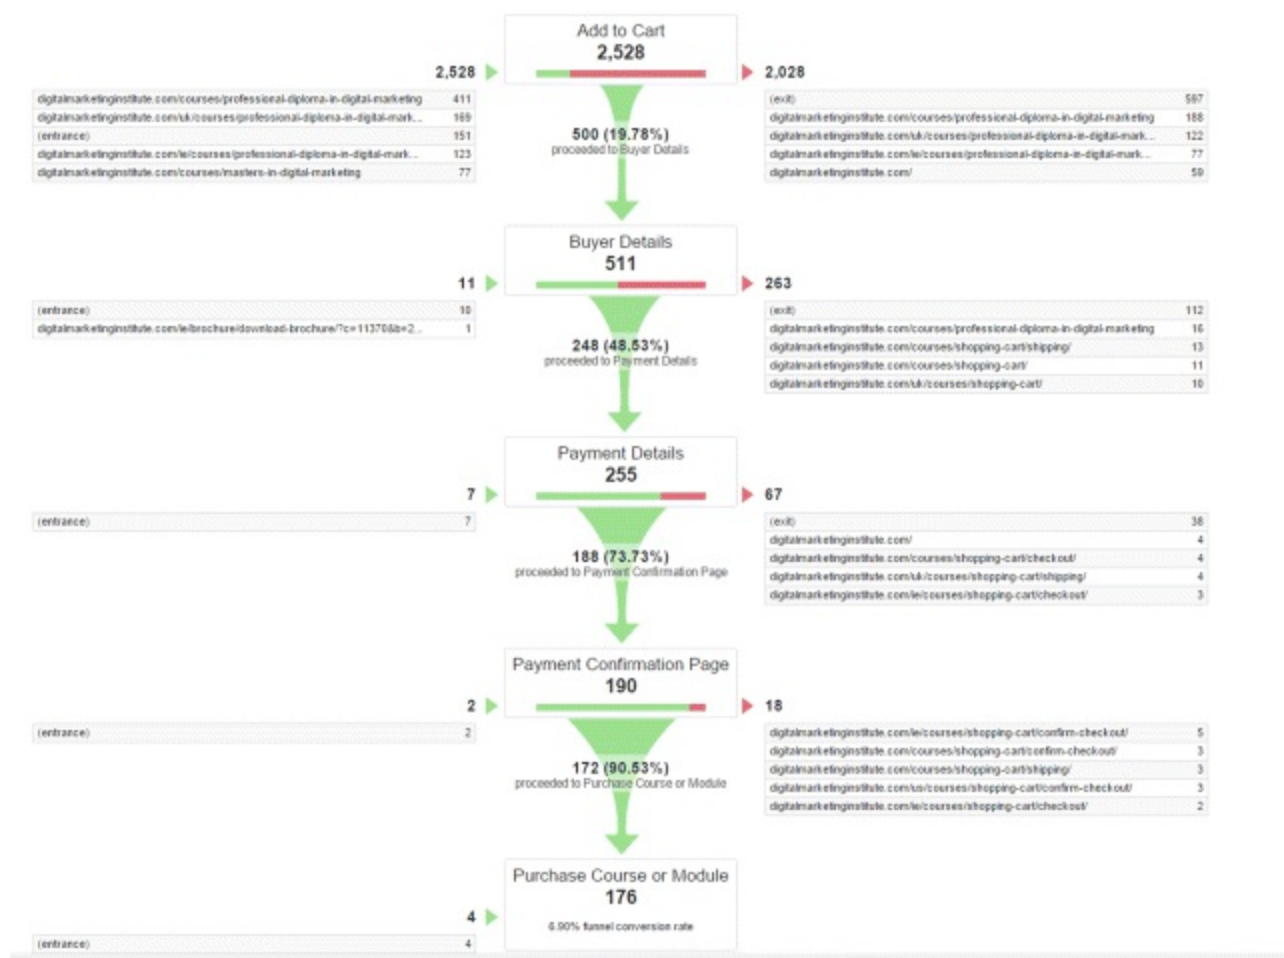 Add to Cart
2,528
2,528
2,028
digitalmarketinginstitute.com/courses/professional-diploma-in-digital-marketing 411
digitalmarketinginstitute.com/uk/courses/professional-diploma-in-digital-mark... 169
(entrance) 151
digitalmarketinginstitute.com/ie/courses/professional-diploma-in-digital-mark... 123
digitalmarketinginstitute.com/courses/masters-in-digital-marketing 77
(exit) 597
digitalmarketinginstitute.com/courses/professional-diploma-in-digital-marketing 188
digitalmarketinginstitute.com/uk/courses/professional-diploma-in-digital-mark... 122
digitalmarketinginstitute.com/ie/courses/professional-diploma-in-digital-mark... 77
digitalmarketinginstitute.com/ 59
500 (19.78%)
proceeded to Buyer Details
Buyer Details
511
11
263
(entrance) 10
digitalmarketinginstitute.com/ie/brochure/download-brochure/?c=11370&b=2... 1
(exit) 112
digitalmarketinginstitute.com/courses/professional-diploma-in-digital-marketing 16
digitalmarketinginstitute.com/courses/shopping-cart/shipping/ 13
digitalmarketinginstitute.com/courses/shopping-cart/ 11
digitalmarketinginstitute.com/uk/courses/shopping-cart/ 10
248 (48.53%)
proceeded to Payment Details
Payment Details
255
7
67
(entrance) 7
(exit) 38
digitalmarketinginstitute.com/ 4
digitalmarketinginstitute.com/courses/shopping-cart/checkout/ 4
digitalmarketinginstitute.com/uk/courses/shopping-cart/shipping/ 4
digitalmarketinginstitute.com/ie/courses/shopping-cart/checkout/ 3
188 (73.73%)
proceeded to Payment Confirmation Page
Payment Confirmation Page
190
2
18
(entrance) 2
digitalmarketinginstitute.com/ie/courses/shopping-cart/confirm-checkout/ 5
digitalmarketinginstitute.com/courses/shopping-cart/confirm-checkout/ 3
digitalmarketinginstitute.com/courses/shopping-cart/shipping/ 3
digitalmarketinginstitute.com/us/courses/shopping-cart/confirm-checkout/ 3
digitalmarketinginstitute.com/ie/courses/shopping-cart/checkout/ 2
172 (90.53%)
proceeded to Purchase Course or Module
Purchase Course or Module
176
4
6.90% funnel conversion rate
(entrance) 4